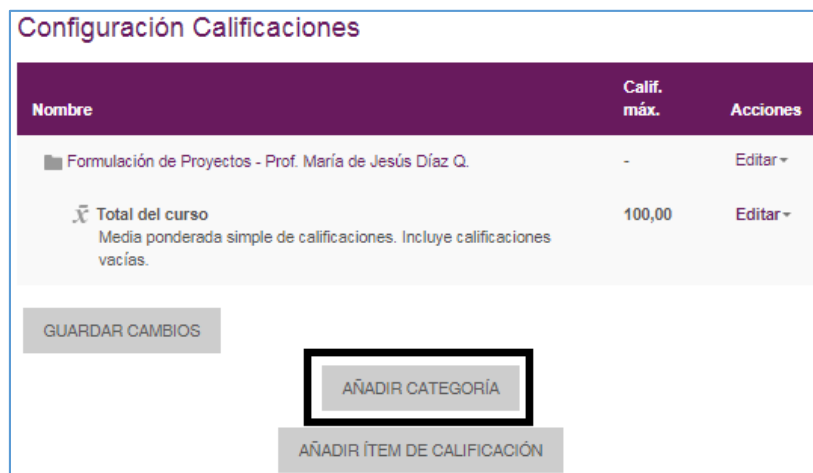 Configuración Calificaciones
Nombre
Calif.
máx.
Acciones
Formulación de Proyectos - Prof. María de Jesús Díaz Q.
-
Editar
Total del curso
100,00
Editar
Media ponderada simple de calificaciones. Incluye calificaciones
vacías.
GUARDAR CAMBIOS
AÑADIR CATEGORÍA
AÑADIR ÍTEM DE CALIFICACIÓN